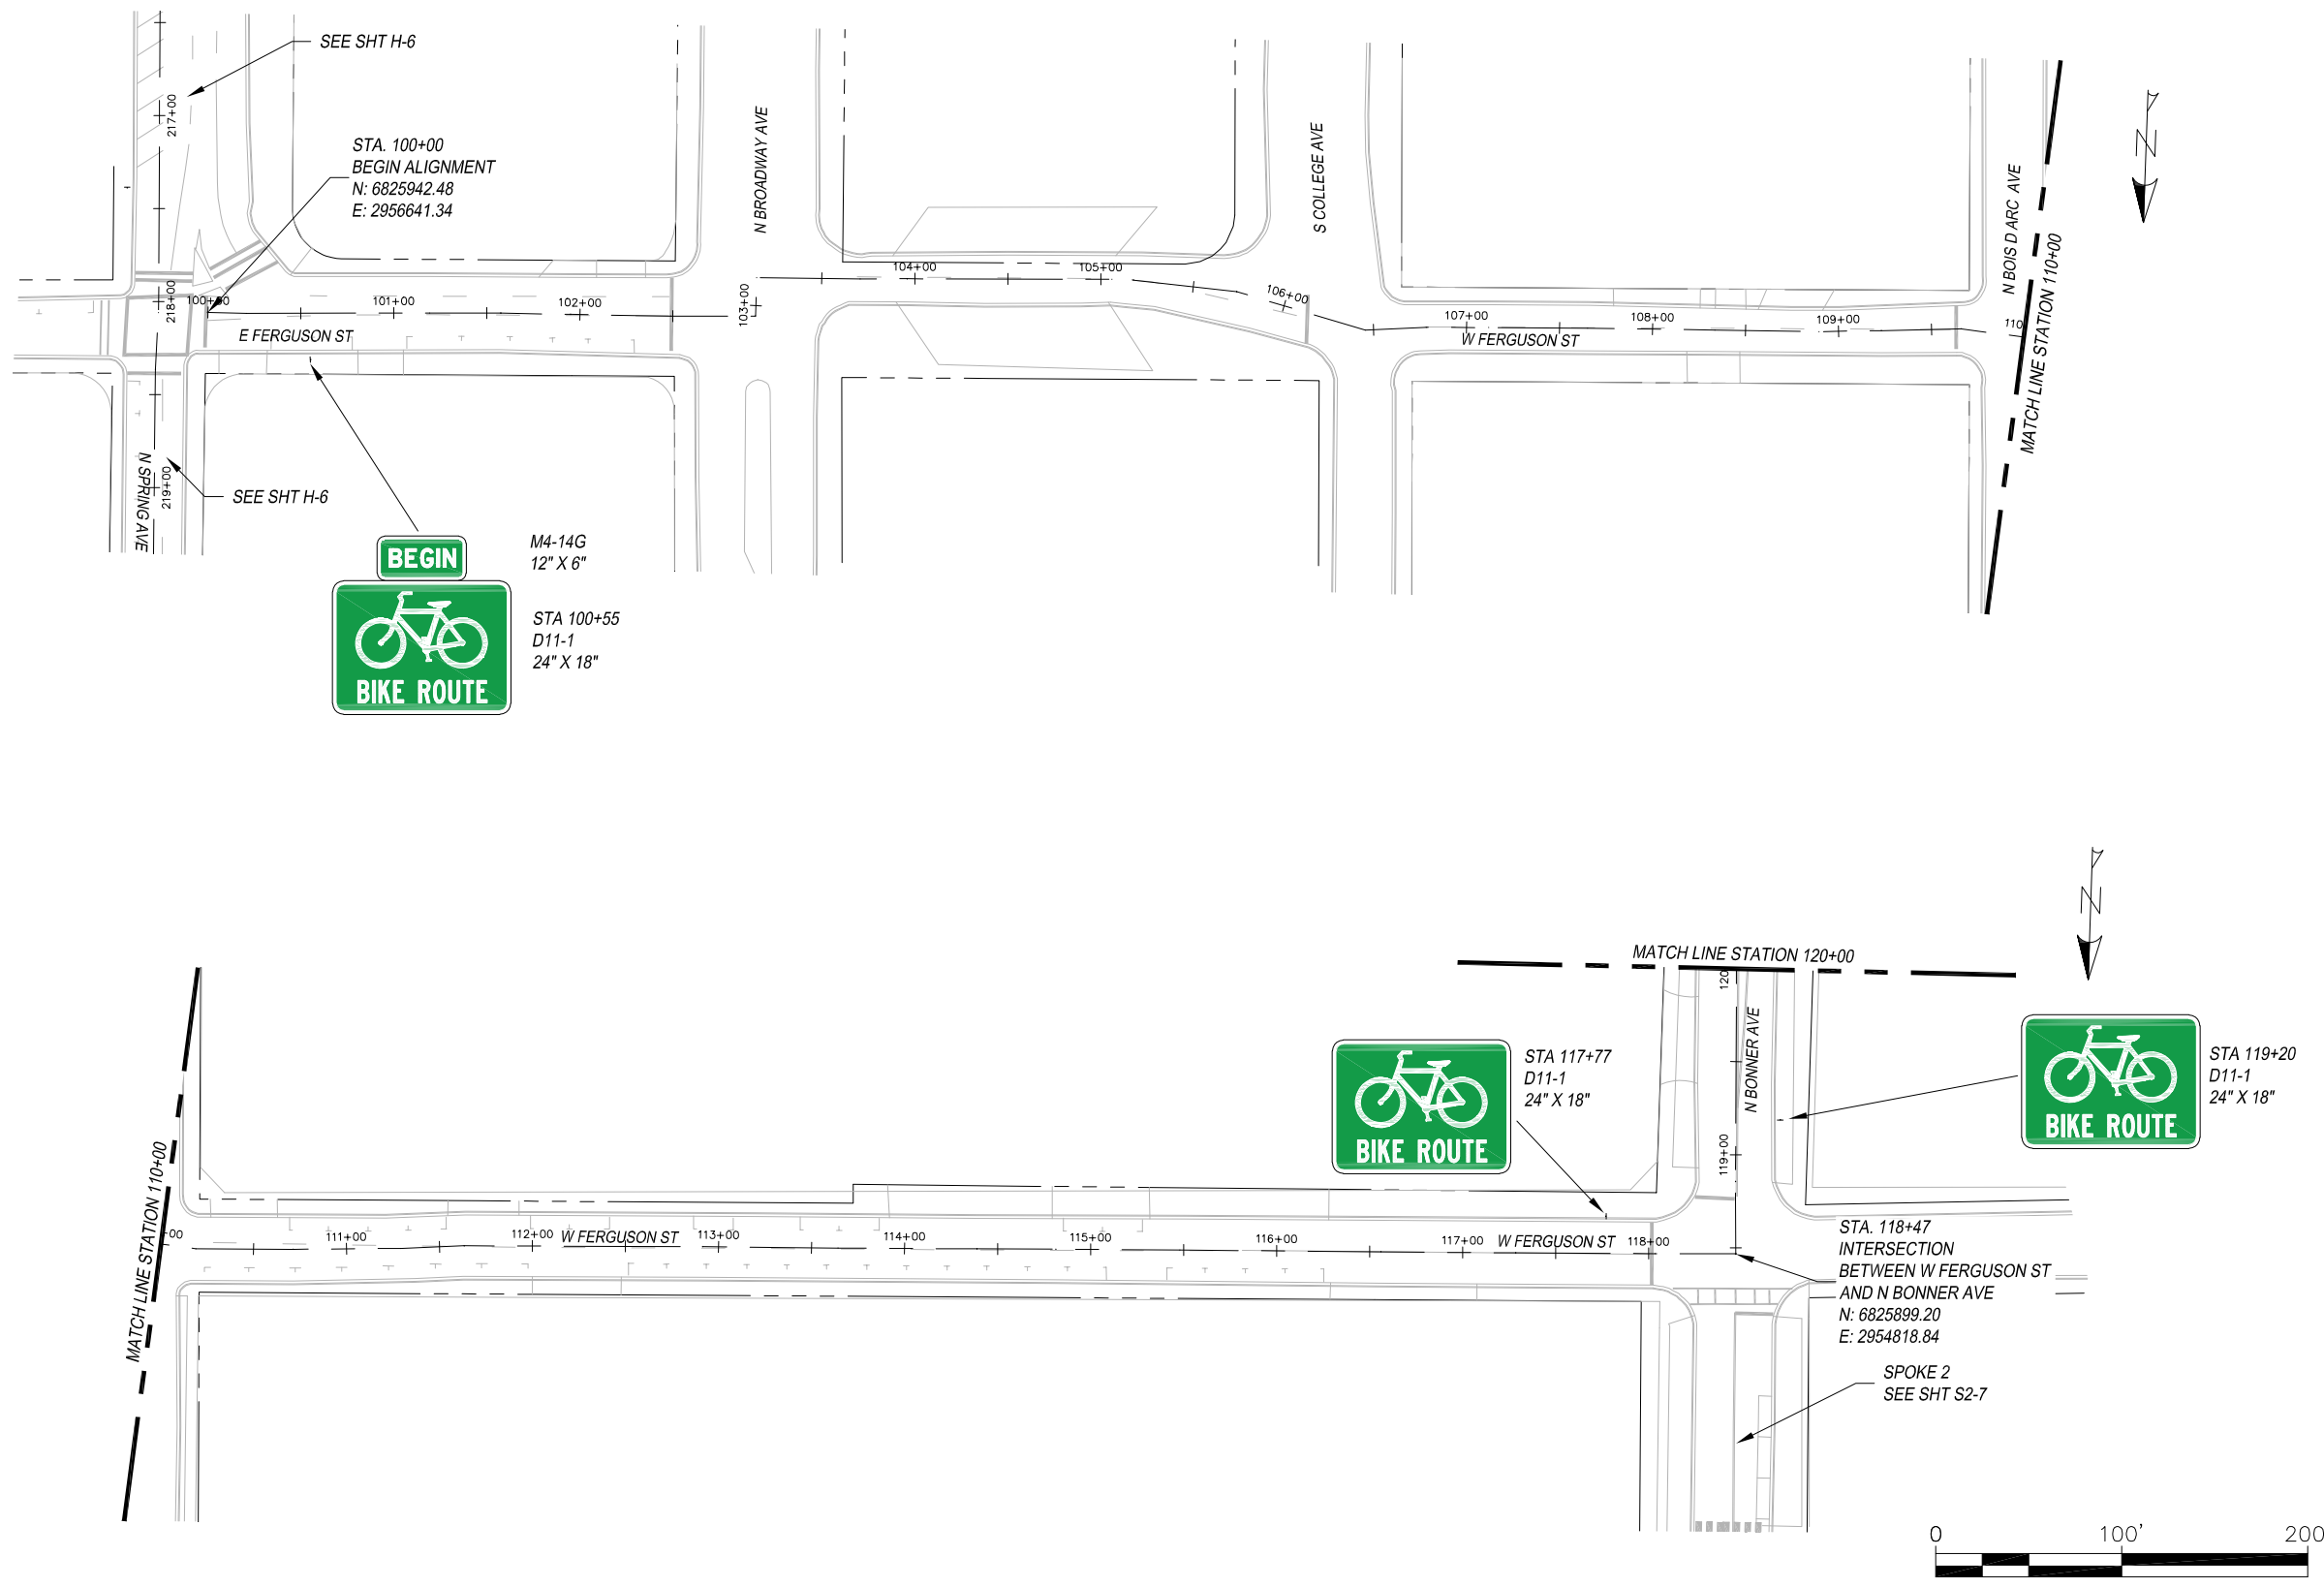 SEE SHT H-6
217+00
STA. 100+00
BEGIN ALIGNMENT
N: 6825942.48
E: 2956641.34
N BROADWAY AVE
S COLLEGE AVE
N BOIS D ARC AVE
MATCH LINE STATION 110+00
N
218+00
100+00
101+00
102+00
103+00
104+00
105+00
106+00
107+00
108+00
109+00
110
E FERGUSON ST
W FERGUSON ST
N SPRING AVE
219+00
SEE SHT H-6
BEGIN
M4-14G
12" X 6"
BIKE ROUTE
STA 100+55
D11-1
24" X 18"
N
MATCH LINE STATION 120+00
120
N BONNER AVE
119+00
BIKE ROUTE
STA 117+77
D11-1
24" X 18"
BIKE ROUTE
STA 119+20
D11-1
24" X 18"
MATCH LINE STATION 110+00
+00
111+00
112+00
W FERGUSON ST
113+00
114+00
115+00
116+00
117+00
W FERGUSON ST
118+00
STA. 118+47
INTERSECTION
BETWEEN W FERGUSON ST
AND N BONNER AVE
N: 6825899.20
E: 2954818.84
SPOKE 2
SEE SHT S2-7
0
100'
200